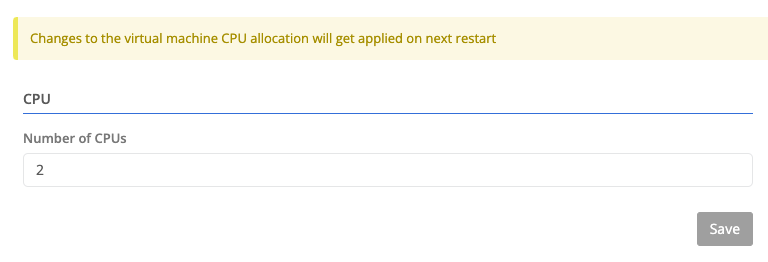 Changes to the virtual machine CPU allocation will get applied on next restart
CPU
Number of CPUs
2
Save